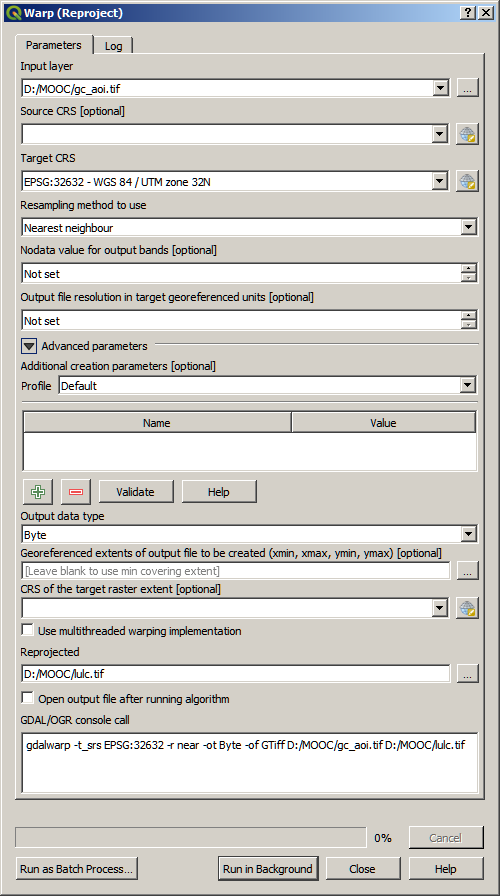 Warp (Reproject)
Parameters
Log
Input layer
D:/MOOC/gc_aoi.tif
...
Source CRS [optional]
Target CRS
EPSG:32632 - WGS 84 / UTM zone 32N
Resampling method to use
Nearest neighbour
Nodata value for output bands [optional]
Not set
Output file resolution in target georeferenced units [optional]
Not set
Advanced parameters
Additional creation parameters [optional]
Profile Default
Name Value
Validate Help
Output data type
Byte
Georeferenced extents of output file to be created (xmin, xmax, ymin, ymax) [optional]
[Leave blank to use min covering extent]
...
CRS of the target raster extent [optional]
Use multithreaded warping implementation
Reprojected
D:/MOOC/lulc.tif
...
Open output file after running algorithm
GDAL/OGR console call
gdalwarp -t_srs EPSG:32632 -r near -ot Byte -of GTiff D:/MOOC/gc_aoi.tif D:/MOOC/lulc.tif
0% Cancel
Run as Batch Process... Run in Background Close Help